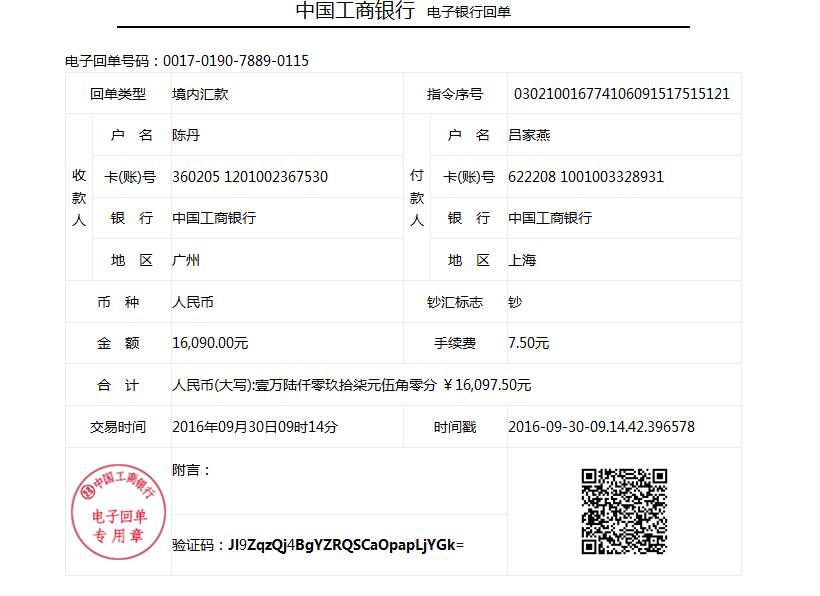 中国工商银行 电子银行回单
电子回单号码：0017-0190-7889-0115
回单类型 境内汇款 指令序号 030210016774106091517515121
收款人 户 名 陈丹 付款人 户 名 吕家燕
卡(账)号 360205 1201002367530 卡(账)号 622208 1001003328931
银 行 中国工商银行 银 行 中国工商银行
地 区 广州 地 区 上海
币 种 人民币 钞汇标志 钞
金 额 16,090.00元 手续费 7.50元
合 计 人民币(大写):壹万陆仟零玖拾柒元伍角零分 ￥16,097.50元
交易时间 2016年09月30日09时14分 时间戳 2016-09-30-09.14.42.396578
中国工商银行
电子回单
专用章
附言：
验证码：JI9ZqzQj4BgYZRQSCaOpapLjYGk=